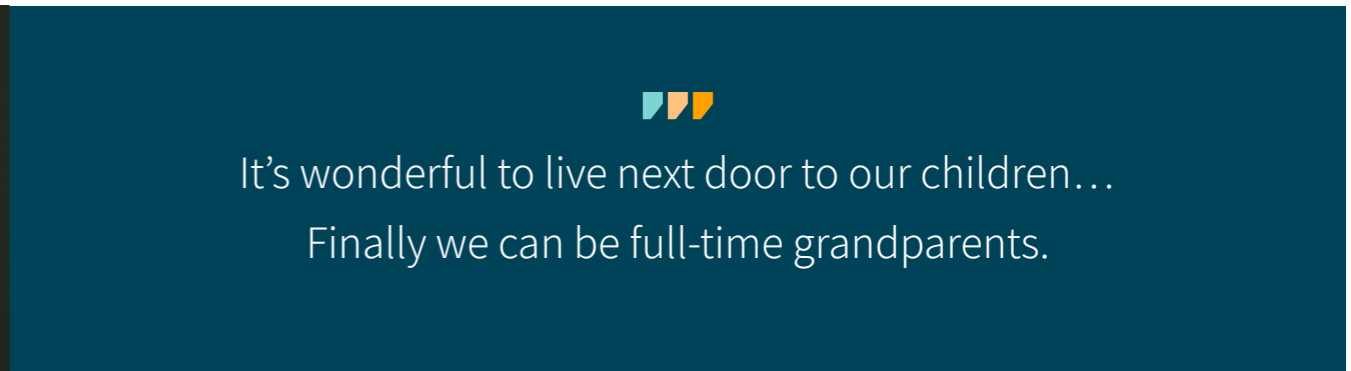 It’s wonderful to live next door to our children…
Finally we can be full-time grandparents.